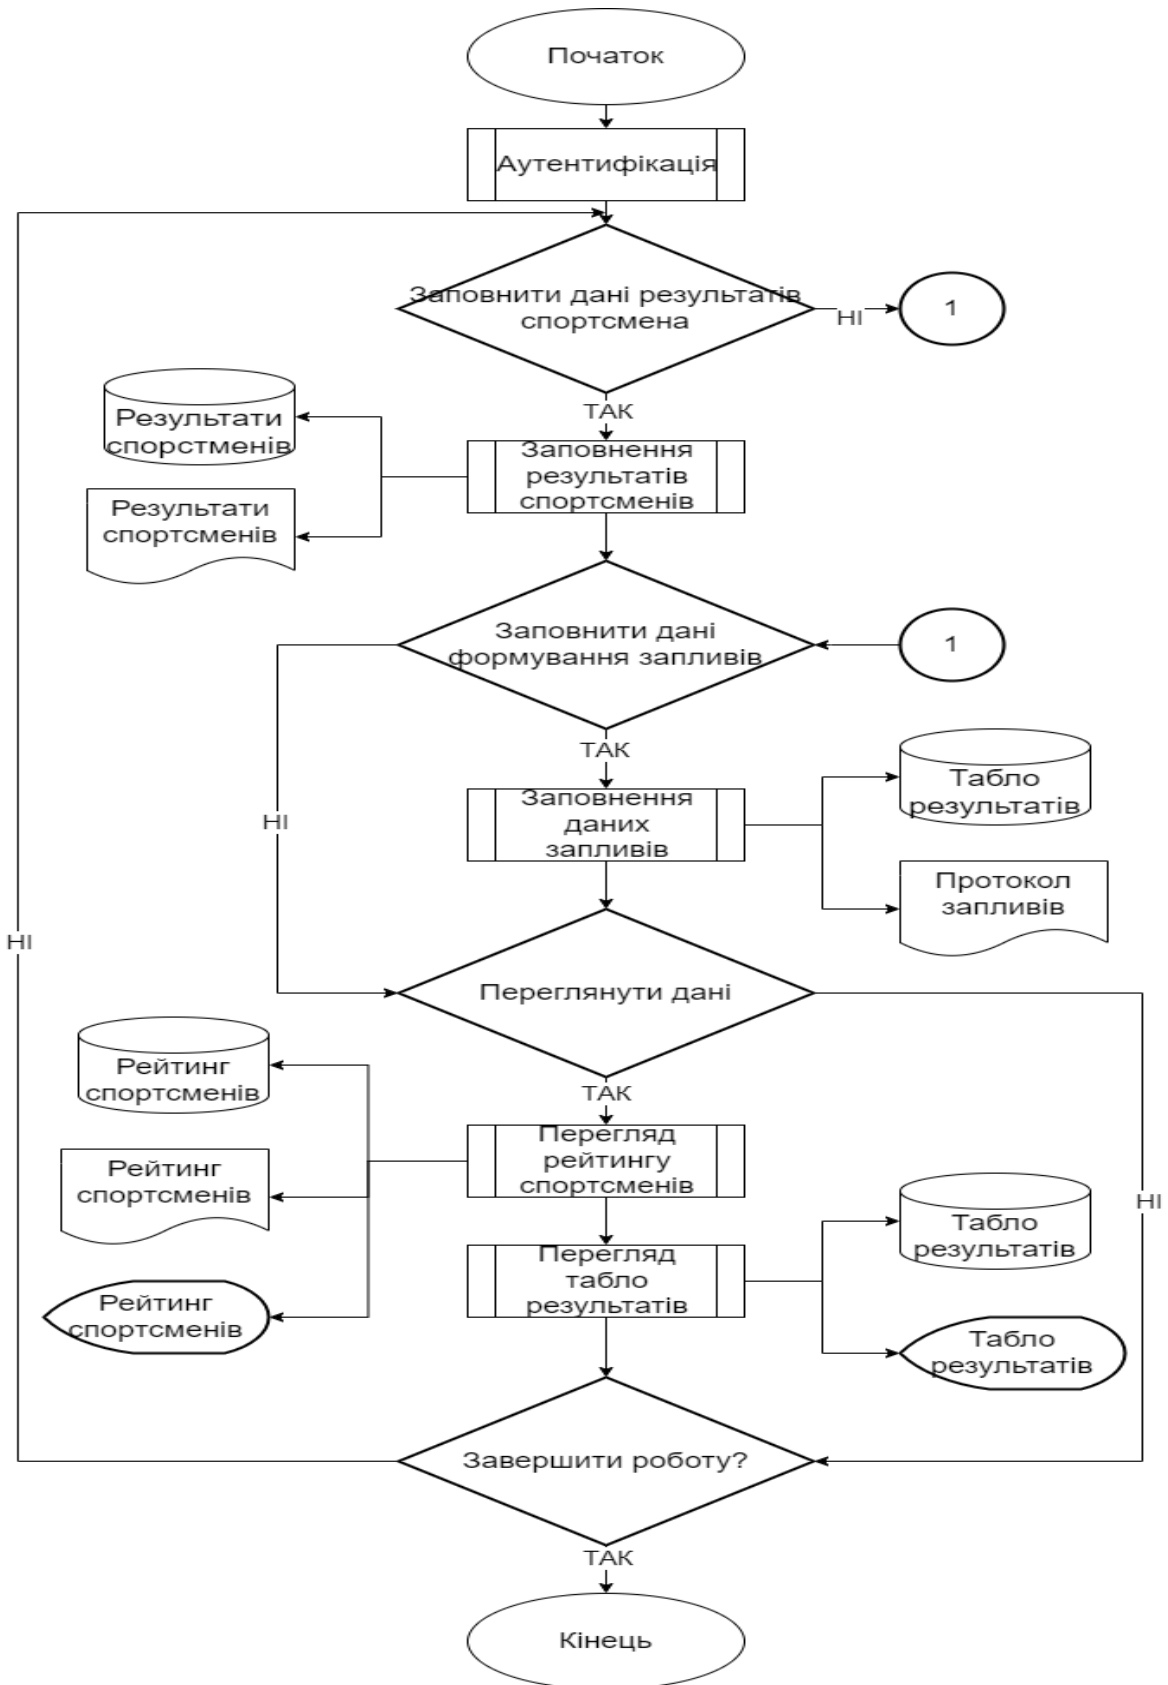 Початок
Аутентифікація
Заповнити дані результатів
спортсмена
НІ
1
ТАК
Результати
спорстменів
Заповнення
результатів
спортсменів
Результати
спортсменів
Заповнити дані
формування запливів
1
ТАК
НІ
Заповнення
даних
запливів
Табло
результатів
Протокол
запливів
НІ
Переглянути дані
ТАК
Рейтинг
спортсменів
Перегляд
рейтингу
спортсменів
Рейтинг
спортсменів
НІ
Табло
результатів
Перегляд
табло
результатів
Рейтинг
спортсменів
Табло
результатів
Завершити роботу?
ТАК
Кінець